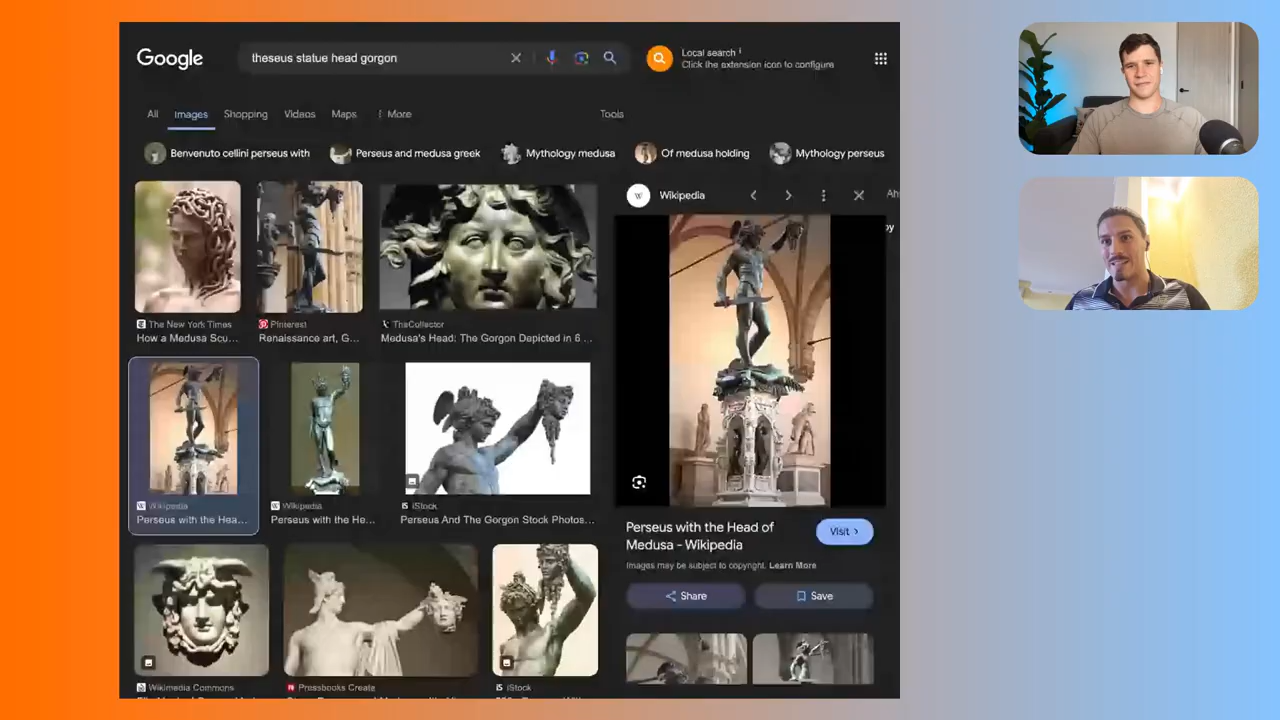 Google
theseus statue head gorgon
Local search
Click the extension icon to configure
All
Images
Shopping
Videos
Maps
More
Tools
Benvenuto cellini perseus with
Perseus and medusa greek
Mythology medusa
Of medusa holding
Mythology perseus
W Wikipedia
Ah
by
The New York Times
How a Medusa Scu...
Pinterest
Renaissance art, G...
TheCollector
Medusa's Head: The Gorgon Depicted in 6 ...
Wikipedia
Perseus with the Hea...
Wikipedia
Perseus with the He...
iS iStock
Perseus And The Gorgon Stock Photos...
Perseus with the Head of
Medusa - Wikipedia
Visit
Images may be subject to copyright. Learn More
Share
Save
Wikimedia Commons
Pressbooks Create
iS iStock